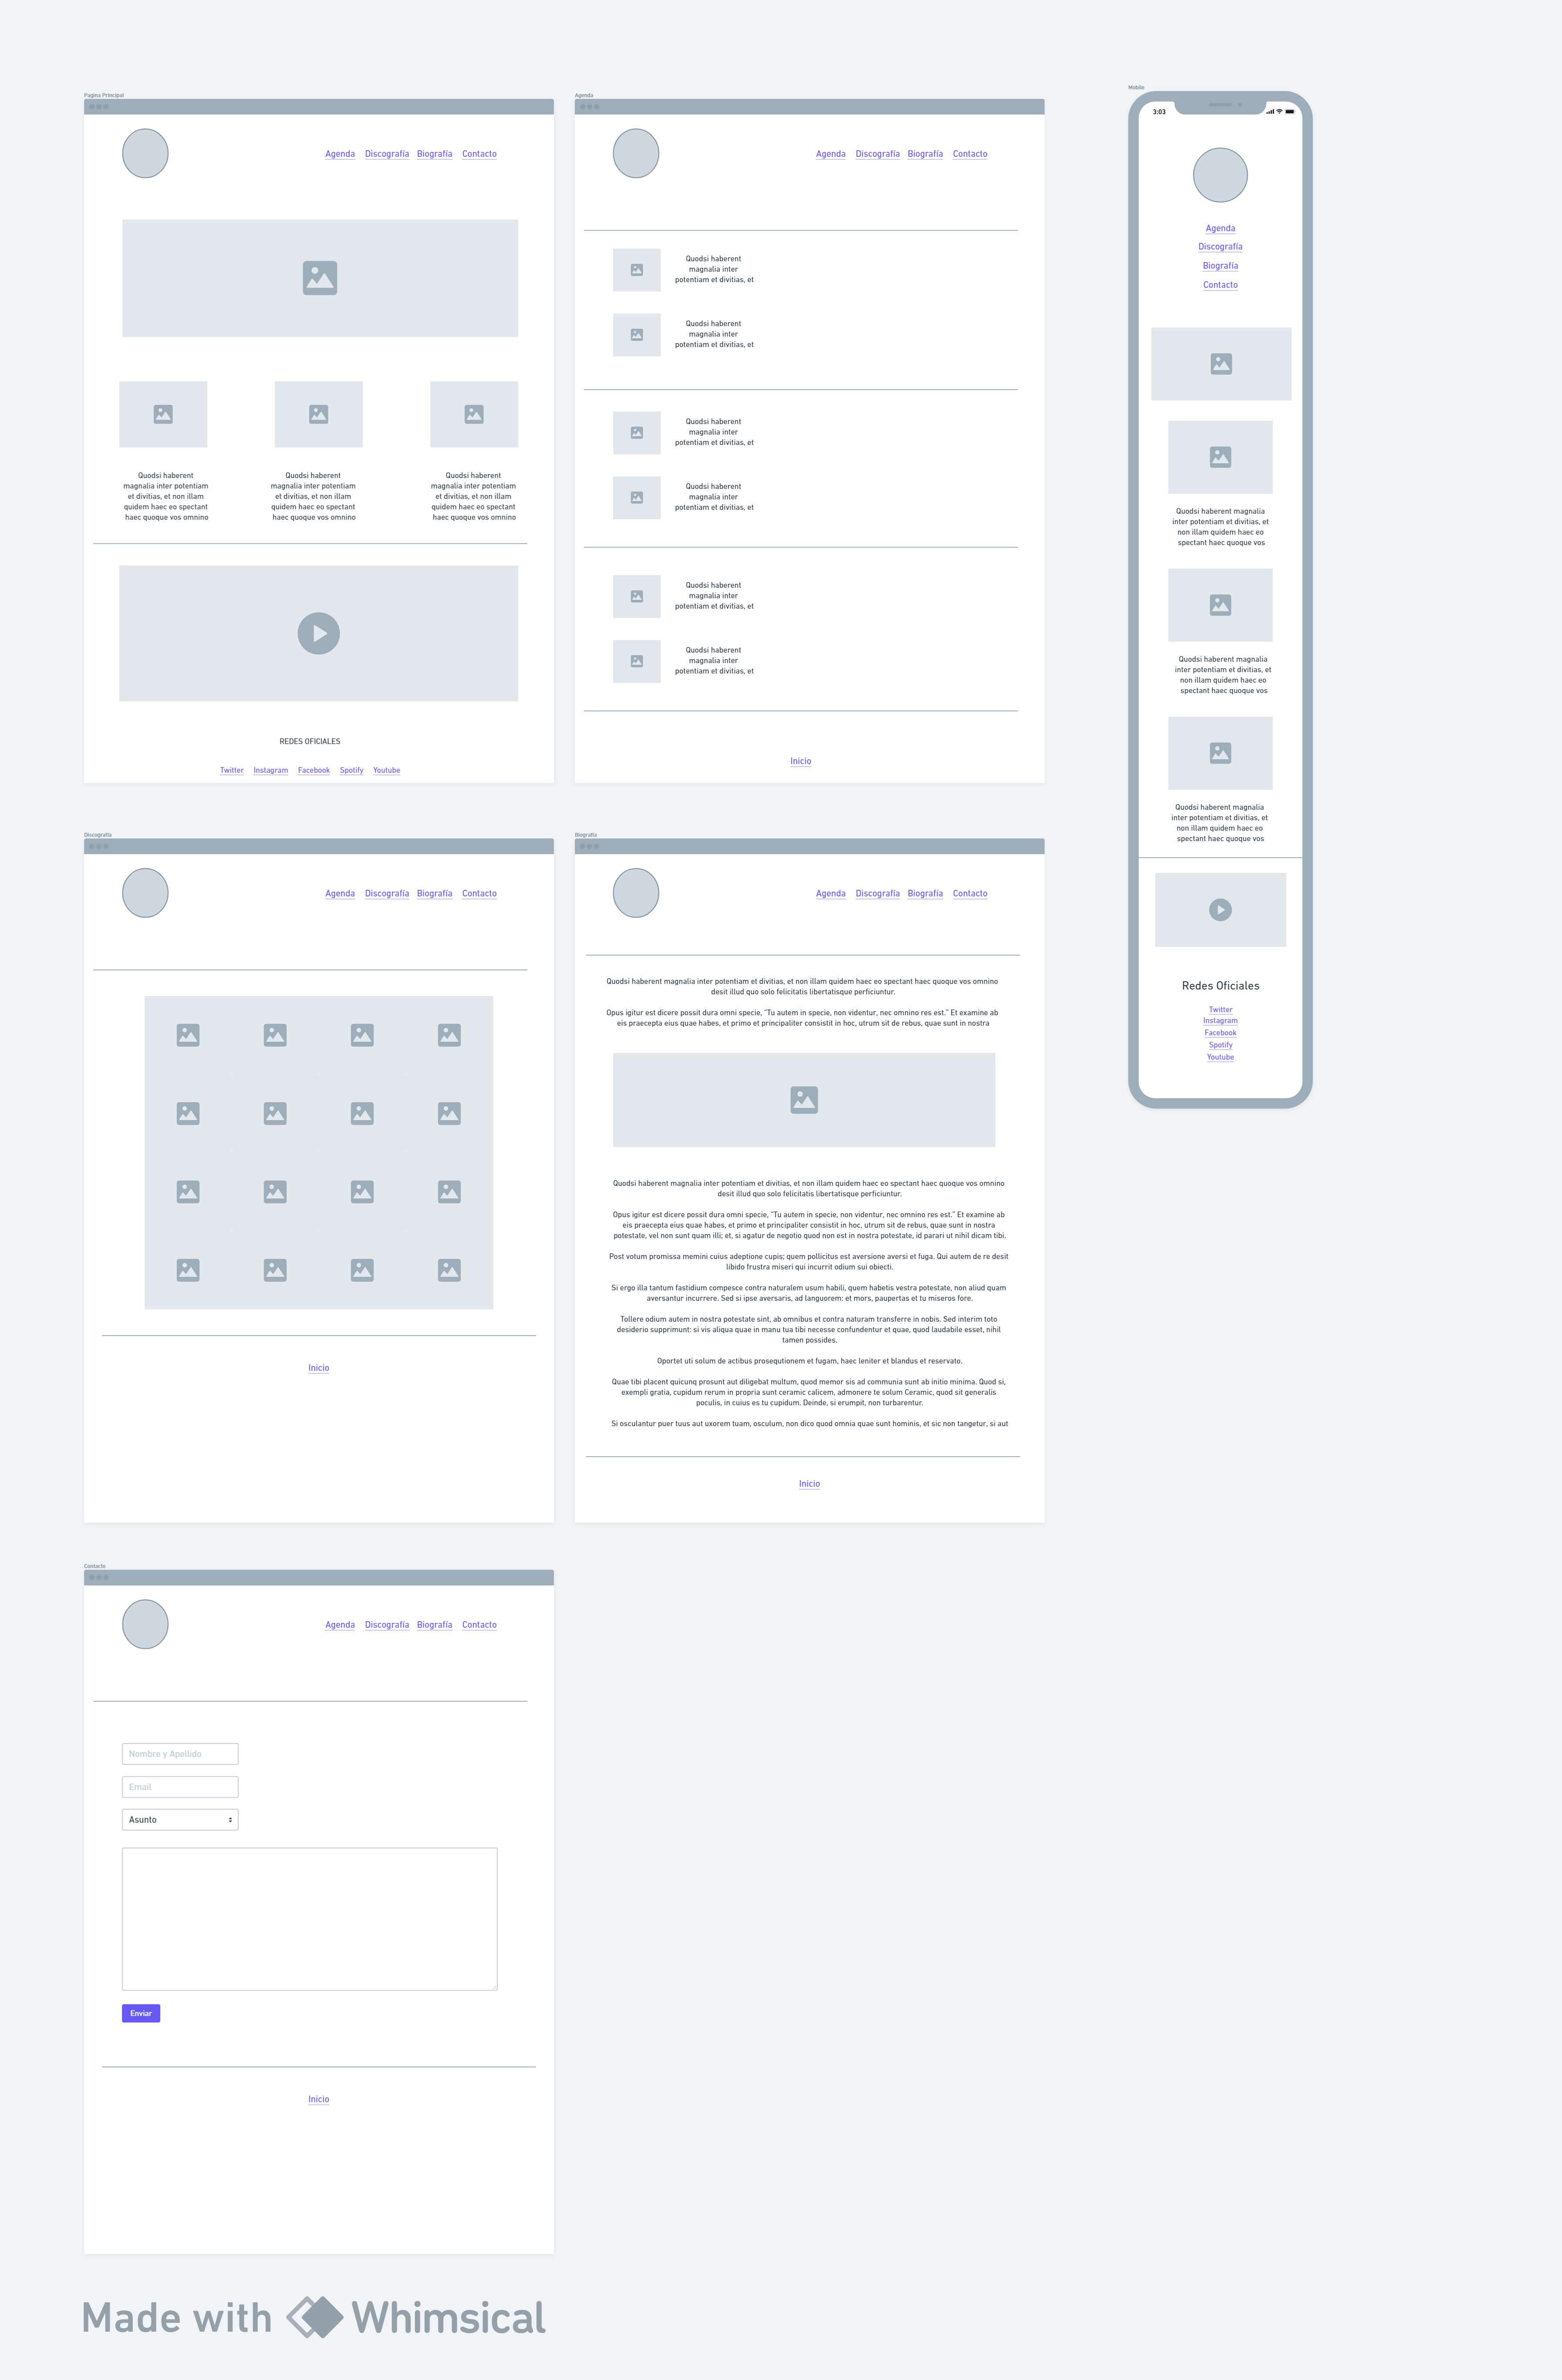 Pagina Principal
Agenda Discografía Biografía Contacto
Quodsi haberent
magnalia inter potentiam
et divitias, et non illam
quidem haec eo spectant
haec quoque vos omnino
Quodsi haberent
magnalia inter potentiam
et divitias, et non illam
quidem haec eo spectant
haec quoque vos omnino
Quodsi haberent
magnalia inter potentiam
et divitias, et non illam
quidem haec eo spectant
haec quoque vos omnino
REDES OFICIALES
Twitter Instagram Facebook Spotify Youtube
Agenda
Agenda Discografía Biografía Contacto
Quodsi haberent
magnalia inter
potentiam et divitias, et
Quodsi haberent
magnalia inter
potentiam et divitias, et
Quodsi haberent
magnalia inter
potentiam et divitias, et
Quodsi haberent
magnalia inter
potentiam et divitias, et
Quodsi haberent
magnalia inter
potentiam et divitias, et
Quodsi haberent
magnalia inter
potentiam et divitias, et
Inicio
Mobile
3:03
Agenda
Discografía
Biografía
Contacto
Quodsi haberent magnalia
inter potentiam et divitias, et
non illam quidem haec eo
spectant haec quoque vos
Quodsi haberent magnalia
inter potentiam et divitias, et
non illam quidem haec eo
spectant haec quoque vos
Quodsi haberent magnalia
inter potentiam et divitias, et
non illam quidem haec eo
spectant haec quoque vos
Redes Oficiales
Twitter
Instagram
Facebook
Spotify
Youtube
Discografia
Agenda Discografía Biografía Contacto
Inicio
Biografia
Agenda Discografía Biografía Contacto
Quodsi haberent magnalia inter potentiam et divitias, et non illam quidem haec eo spectant haec quoque vos omnino
desit illud quo solo felicitatis libertatisque perficiuntur.
Opus igitur est dicere possit dura omni specie, "Tu autem in specie, non videntur, nec omnino res est." Et examine ab
eis praecepta eius quae habes, et primo et principaliter consistit in hoc, utrum sit de rebus, quae sunt in nostra
Quodsi haberent magnalia inter potentiam et divitias, et non illam quidem haec eo spectant haec quoque vos omnino
desit illud quo solo felicitatis libertatisque perficiuntur.
Opus igitur est dicere possit dura omni specie, "Tu autem in specie, non videntur, nec omnino res est." Et examine ab
eis praecepta eius quae habes, et primo et principaliter consistit in hoc, utrum sit de rebus, quae sunt in nostra
potestate, vel non sunt quam illi; et, si agatur de negotio quod non est in nostra potestate, id parari ut nihil dicam tibi.
Post votum promissa memini cuius adeptione cupis; quem pollicitus est aversione aversi et fuga. Qui autem de re desit
libido frustra miseri qui incurrit odium sui obiecti.
Si ergo illa tantum fastidium compesce contra naturalem usum habili, quem habetis vestra potestate, non aliud quam
aversantur incurrere. Sed si ipse aversaris, ad languorem: et mors, paupertas et tu miseros fore.
Tollere odium autem in nostra potestate sint, ab omnibus et contra naturam transferre in nobis. Sed interim toto
desiderio supprimunt: si vis aliqua quae in manu tua tibi necesse confundentur et quae, quod laudabile esset, nihil
tamen possides.
Oportet uti solum de actibus prosequtionem et fugam, haec leniter et blandus et reservato.
Quae tibi placent quicunq prosunt aut diligebat multum, quod memor sis ad communia sunt ab initio minima. Quod si,
exempli gratia, cupidum rerum in propria sunt ceramic calicem, admonere te solum Ceramic, quod sit generalis
poculis, in cuius es tu cupidum. Deinde, si erumpit, non turbarentur.
Si osculantur puer tuus aut uxorem tuam, osculum, non dico quod omnia quae sunt hominis, et sic non tangetur, si aut
Inicio
Contacto
Agenda Discografía Biografía Contacto
Nombre y Apellido
Email
Asunto
Enviar
Inicio
Made with Whimsical